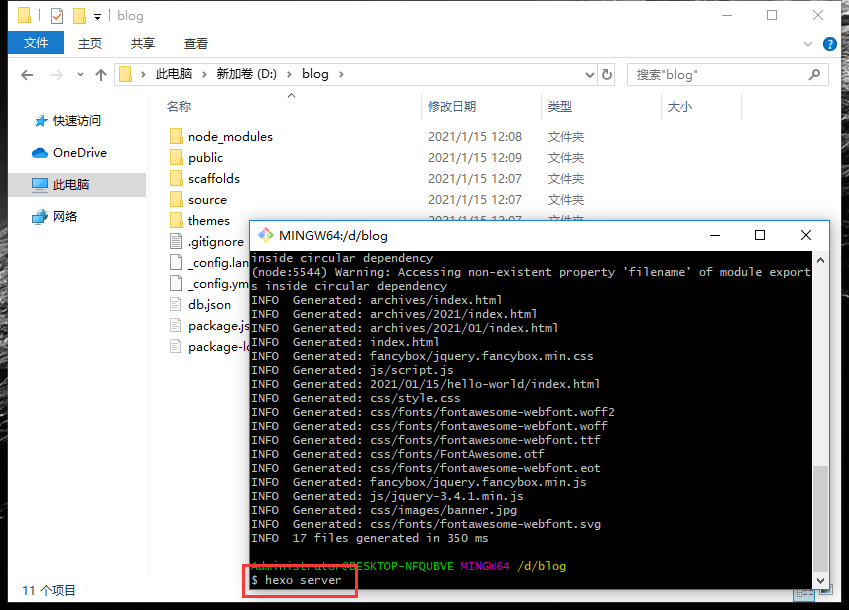 blog
文件 主页 共享 查看
此电脑 新加卷 (D:) blog
搜索"blog"
名称 修改日期 类型 大小
快速访问
OneDrive
此电脑
网络
node_modules 2021/1/15 12:08 文件夹
public 2021/1/15 12:09 文件夹
scaffolds 2021/1/15 12:07 文件夹
source 2021/1/15 12:07 文件夹
themes 2021/1/15 12:07 文件夹
.gitignore
_config.lan
_config.ym
db.json
package.js
package-lo
MINGW64:/d/blog
inside circular dependency
(node:5544) Warning: Accessing non-existent property 'filename' of module export
s inside circular dependency
INFO  Generated: archives/index.html
INFO  Generated: archives/2021/index.html
INFO  Generated: archives/2021/01/index.html
INFO  Generated: index.html
INFO  Generated: fancybox/jquery.fancybox.min.css
INFO  Generated: js/script.js
INFO  Generated: 2021/01/15/hello-world/index.html
INFO  Generated: css/style.css
INFO  Generated: css/fonts/fontawesome-webfont.woff2
INFO  Generated: css/fonts/fontawesome-webfont.woff
INFO  Generated: css/fonts/fontawesome-webfont.ttf
INFO  Generated: css/fonts/FontAwesome.otf
INFO  Generated: css/fonts/fontawesome-webfont.eot
INFO  Generated: fancybox/jquery.fancybox.min.js
INFO  Generated: js/jquery-3.4.1.min.js
INFO  Generated: css/images/banner.jpg
INFO  Generated: css/fonts/fontawesome-webfont.svg
INFO  17 files generated in 350 ms
Administrator@DESKTOP-NFQUBVE MINGW64 /d/blog
$ hexo server
11 个项目